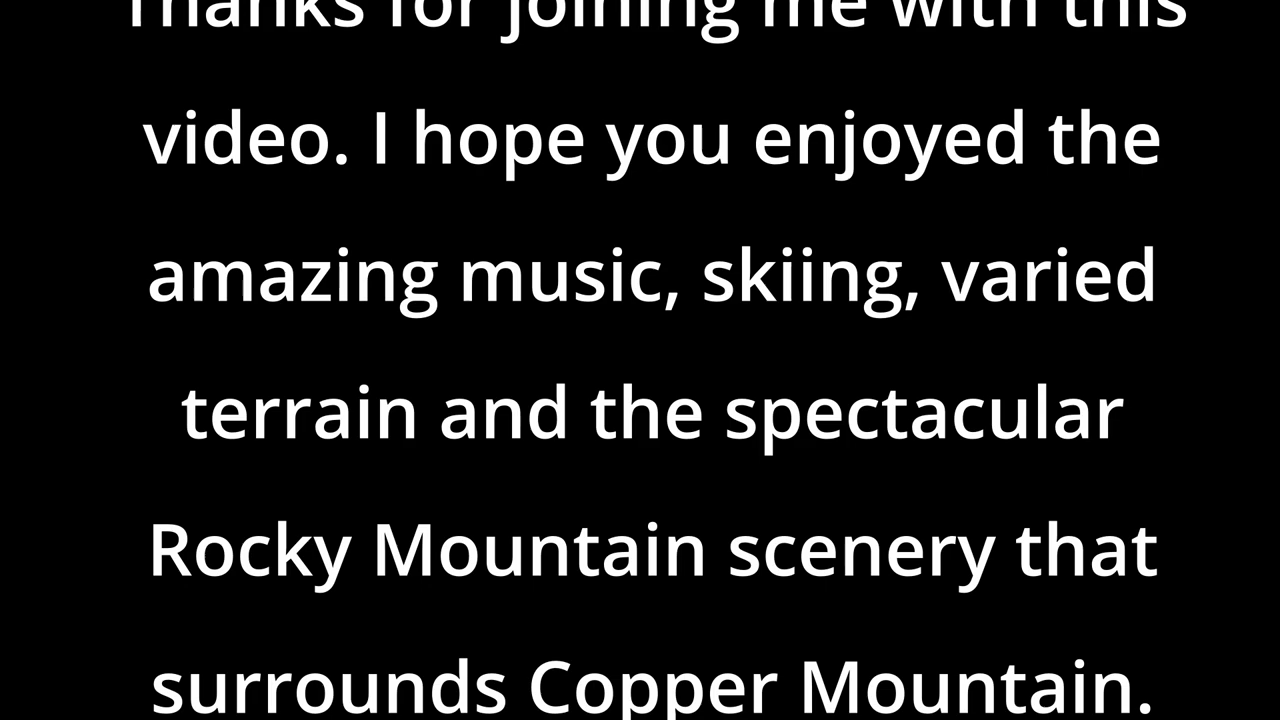 Thanks for joining me with this
video. I hope you enjoyed the
amazing music, skiing, varied
terrain and the spectacular
Rocky Mountain scenery that
surrounds Copper Mountain.